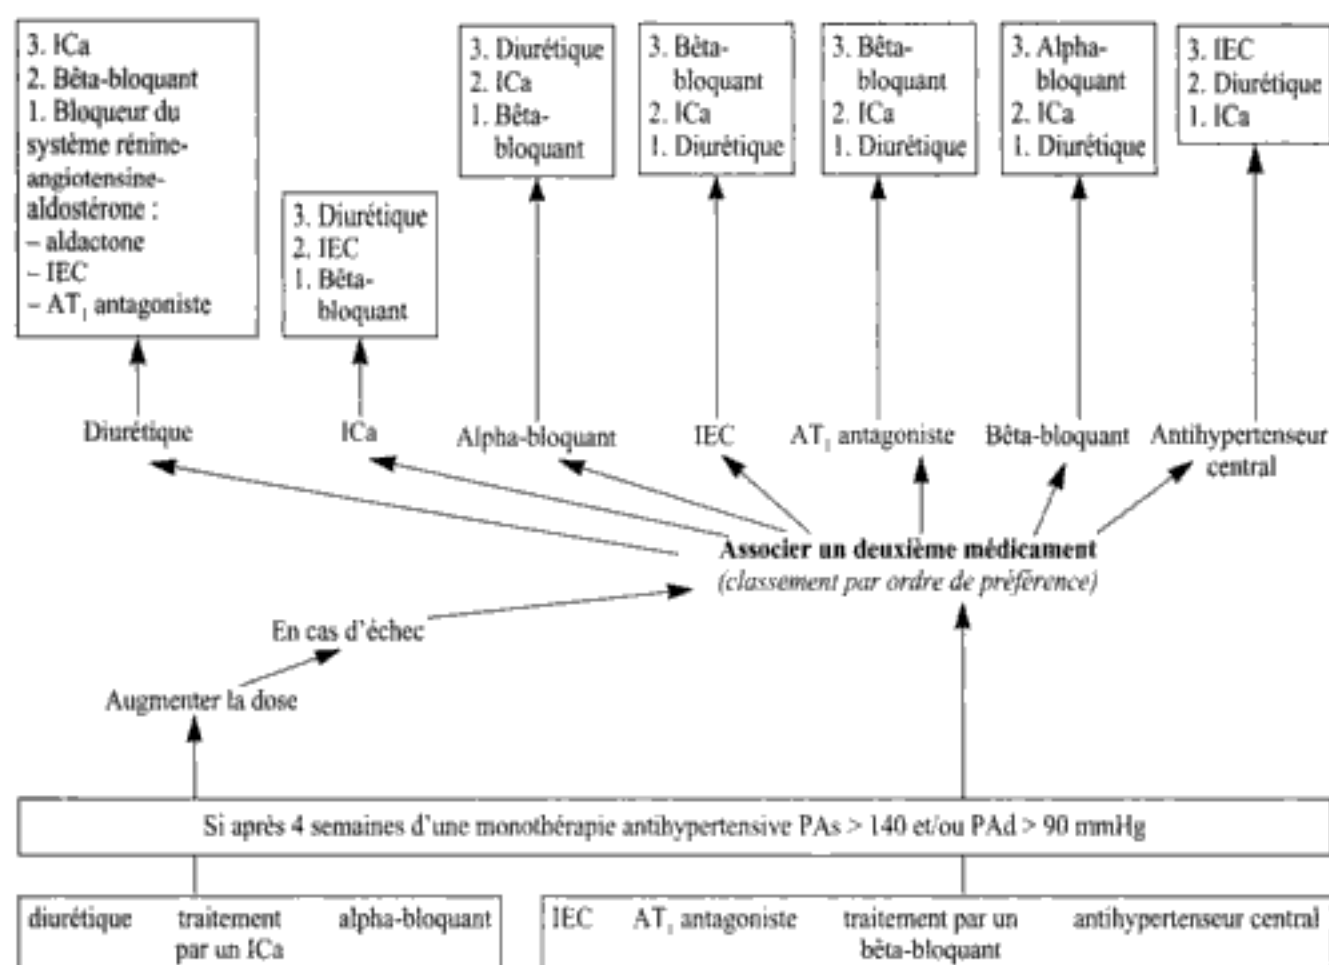 3. ICa
2. Bêta-bloquant
1. Bloqueur du
système rénine-
angiotensine-
aldostérone :
– aldactone
– IEC
– AT₁ antagoniste
3. Diurétique
2. IEC
1. Bêta-
bloquant
3. Diurétique
2. ICa
1. Bêta-
bloquant
3. Bêta-
bloquant
2. ICa
1. Diurétique
3. Bêta-
bloquant
2. ICa
1. Diurétique
3. Alpha-
bloquant
2. ICa
1. Diurétique
3. IEC
2. Diurétique
1. ICa
Diurétique
ICa
Alpha-bloquant
IEC
AT₁ antagoniste
Bêta-bloquant
Antihypertenseur
central
Associer un deuxième médicament
(classement par ordre de préférence)
En cas d'échec
Augmenter la dose
Si après 4 semaines d'une monothérapie antihypertensive PAs > 140 et/ou PAd > 90 mmHg
diurétique
traitement
par un ICa
alpha-bloquant
IEC
AT₁ antagoniste
traitement par un
bêta-bloquant
antihypertenseur central